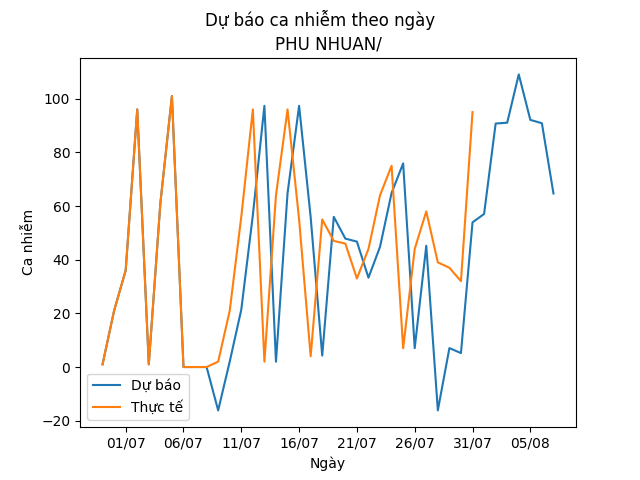 Dự báo ca nhiễm theo ngày
PHU NHUAN/
100
80
60
40
20
0
−20
Ca nhiễm
Dự báo
Thực tế
01/07 06/07 11/07 16/07 21/07 26/07 31/07 05/08
Ngày